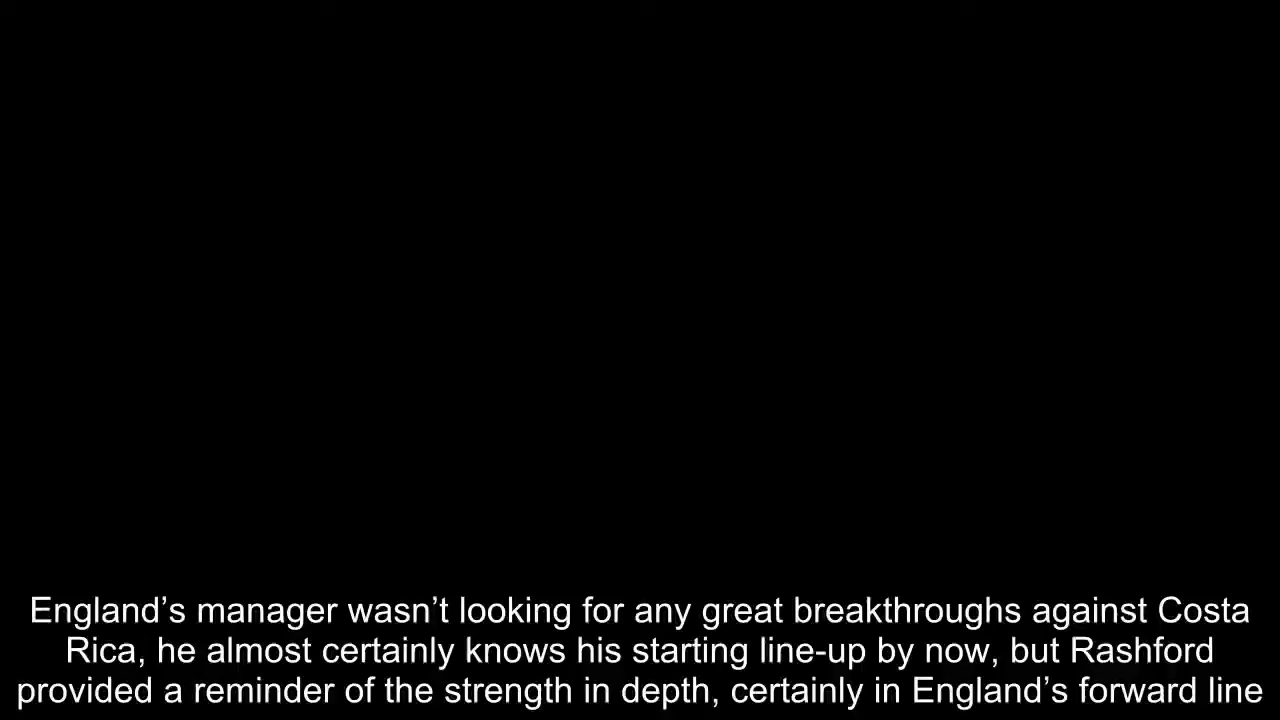 England’s manager wasn’t looking for any great breakthroughs against Costa
Rica, he almost certainly knows his starting line-up by now, but Rashford
provided a reminder of the strength in depth, certainly in England’s forward line